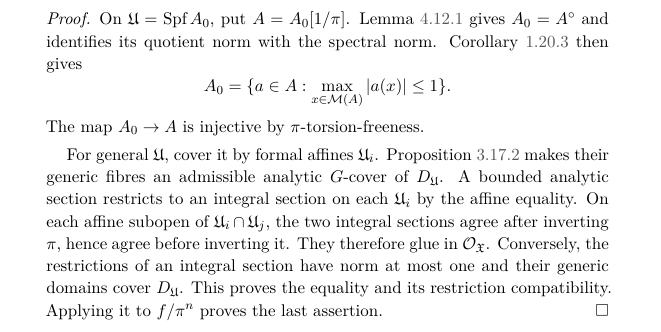 Proof. On 𝔘 = Spf A₀, put A = A₀[1/π]. Lemma 4.12.1 gives A₀ = A° and
identifies its quotient norm with the spectral norm. Corollary 1.20.3 then
gives
A₀ = {a ∈ A : max_{x∈ℳ(A)} |a(x)| ≤ 1}.
The map A₀ → A is injective by π-torsion-freeness.
For general 𝔘, cover it by formal affines 𝔘ᵢ. Proposition 3.17.2 makes their
generic fibres an admissible analytic G-cover of D_𝔘. A bounded analytic
section restricts to an integral section on each 𝔘ᵢ by the affine equality. On
each affine subopen of 𝔘ᵢ ∩ 𝔘ⱼ, the two integral sections agree after inverting
π, hence agree before inverting it. They therefore glue in 𝒪_𝔛. Conversely, the
restrictions of an integral section have norm at most one and their generic
domains cover D_𝔘. This proves the equality and its restriction compatibility.
Applying it to f/πⁿ proves the last assertion. □